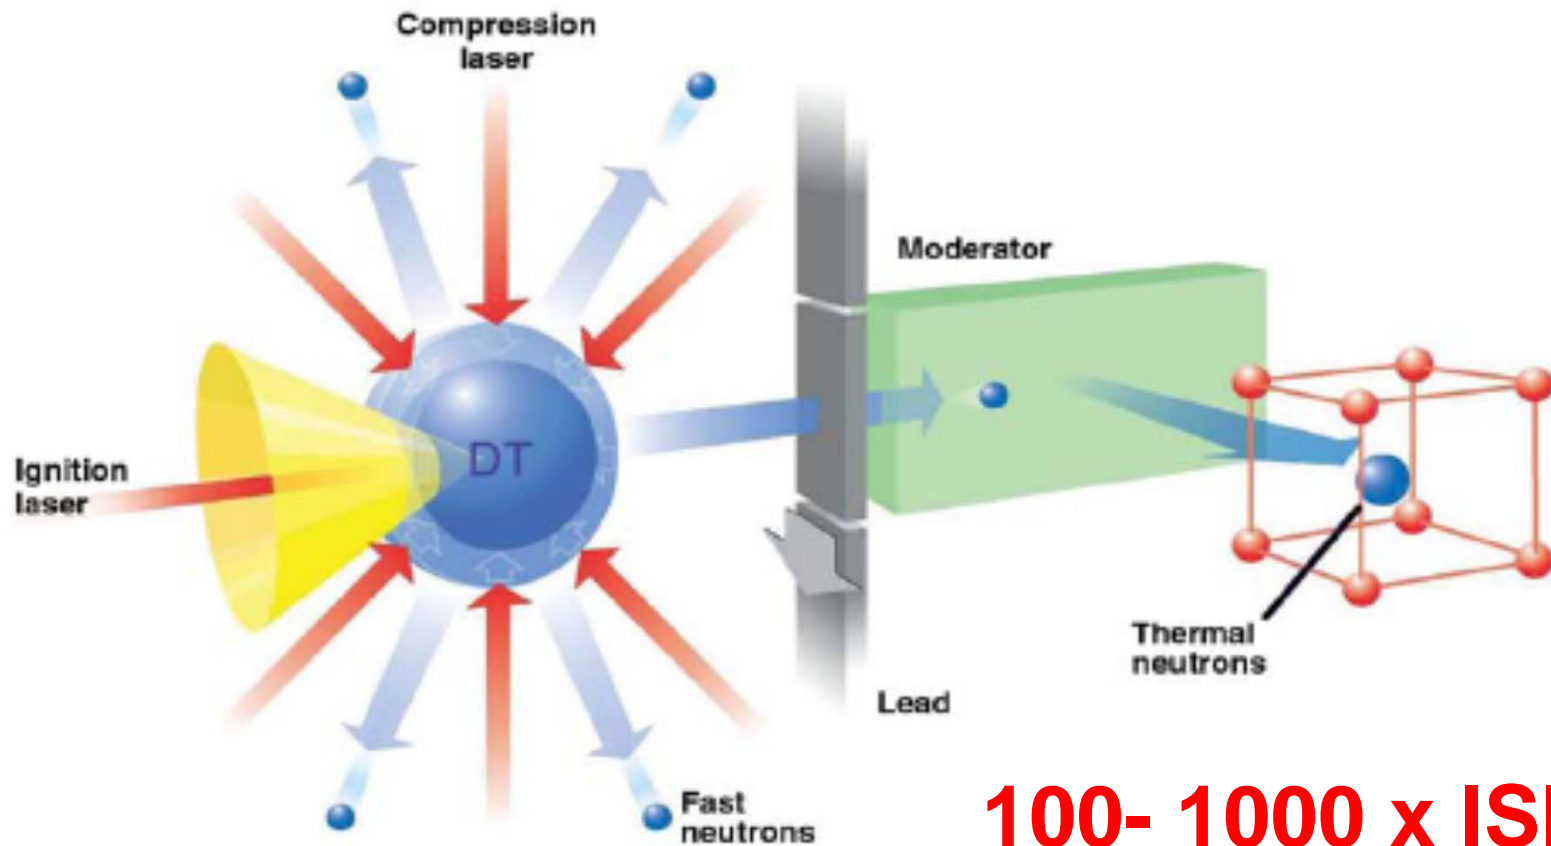 Compression
laser
Moderator
DT
Ignition
laser
Thermal
neutrons
Lead
Fast
neutrons
100- 1000 x